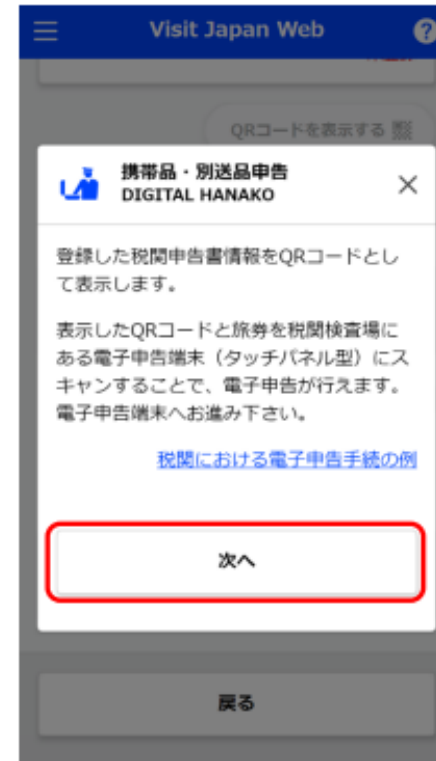 Visit Japan Web
?
QRコードを表示する
携帯品・別送品申告
DIGITAL HANAKO
登録した税関申告書情報をQRコードとし
て表示します。
表示したQRコードと旅券を税関検査場に
ある電子申告端末（タッチパネル型）にス
キャンすることで、電子申告が行えます。
電子申告端末へお進み下さい。
税関における電子申告手続の例
次へ
戻る